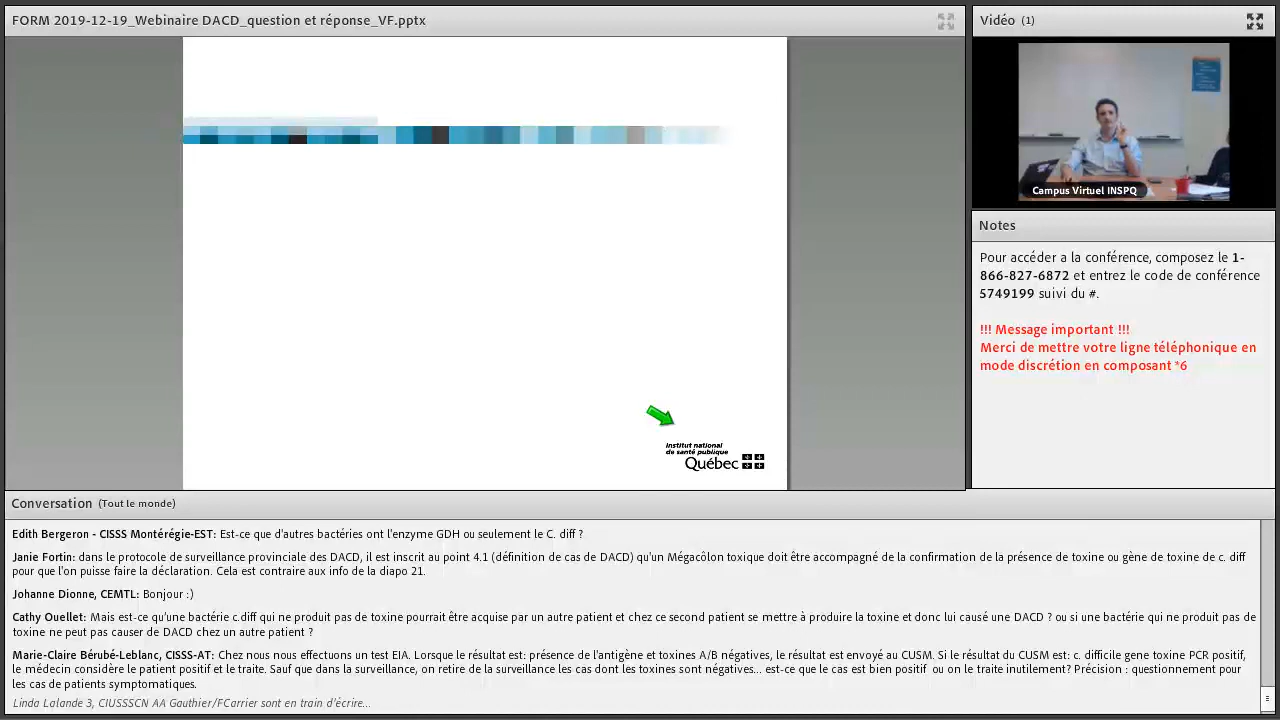 FORM 2019-12-19_Webinaire DACD_question et réponse_VF.pptx
Vidéo (1)
Campus Virtuel INSPQ
Notes
Pour accéder a la conférence, composez le 1-
866-827-6872 et entrez le code de conférence
5749199 suivi du #.
!!! Message important !!!
Merci de mettre votre ligne téléphonique en
mode discrétion en composant *6
Institut national
de santé publique
Québec
Conversation (Tout le monde)
Edith Bergeron - CISSS Montérégie-EST: Est-ce que d'autres bactéries ont l'enzyme GDH ou seulement le C. diff ?
Janie Fortin: dans le protocole de surveillance provinciale des DACD, il est inscrit au point 4.1 (définition de cas de DACD) qu'un Mégacôlon toxique doit être accompagné de la confirmation de la présence de toxine ou gène de toxine de c. diff
pour que l'on puisse faire la déclaration. Cela est contraire aux info de la diapo 21.
Johanne Dionne, CEMTL: Bonjour :)
Cathy Ouellet: Mais est-ce qu'une bactérie c.diff qui ne produit pas de toxine pourrait être acquise par un autre patient et chez ce second patient se mettre à produire la toxine et donc lui causé une DACD ? ou si une bactérie qui ne produit pas de
toxine ne peut pas causer de DACD chez un autre patient ?
Marie-Claire Bérubé-Leblanc, CISSS-AT: Chez nous nous effectuons un test EIA. Lorsque le résultat est: présence de l'antigène et toxines A/B négatives, le résultat est envoyé au CUSM. Si le résultat du CUSM est: c. difficile gene toxine PCR positif,
le médecin considère le patient positif et le traite. Sauf que dans la surveillance, on retire de la surveillance les cas dont les toxines sont négatives... est-ce que le cas est bien positif ou on le traite inutilement? Précision : questionnement pour
les cas de patients symptomatiques.
Linda Lalande 3, CIUSSSCN AA Gauthier/FCarrier sont en train d'écrire...